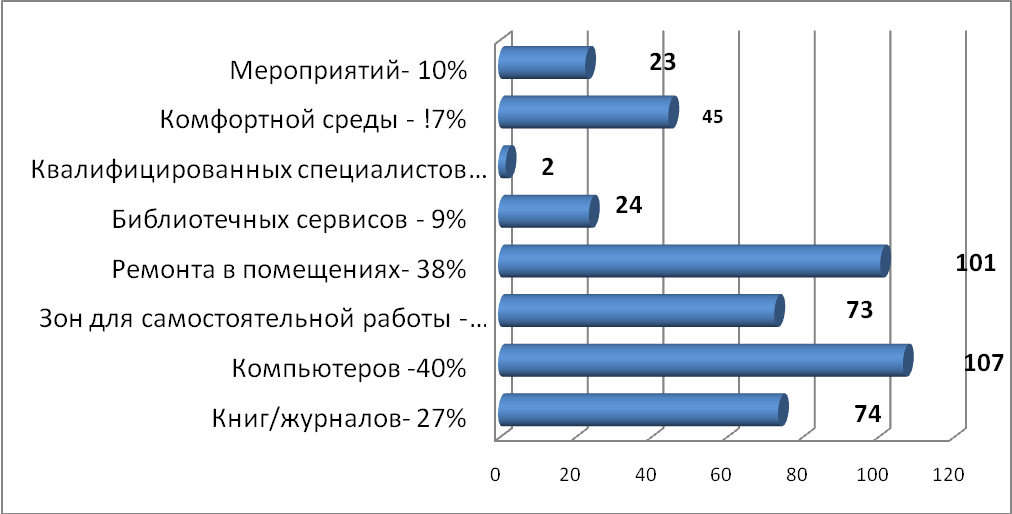 Мероприятий- 10%
23
Комфортной среды - !7%
45
Квалифицированных специалистов...
2
Библиотечных сервисов - 9%
24
Ремонта в помещениях- 38%
101
Зон для самостоятельной работы -...
73
Компьютеров -40%
107
Книг/журналов- 27%
74
0 20 40 60 80 100 120